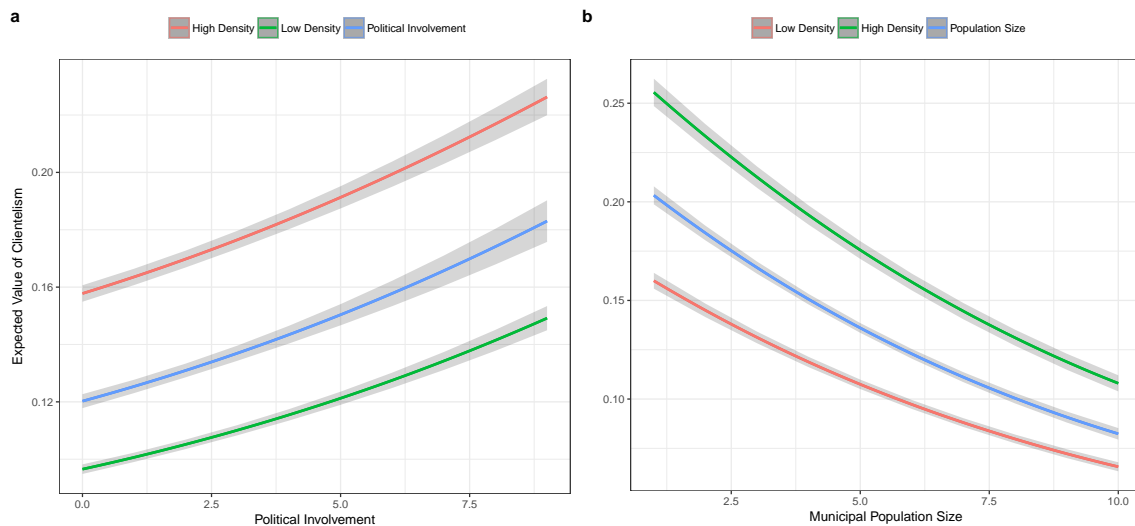 a
High Density Low Density Political Involvement
Expected Value of Clientelism
0.20
0.16
0.12
0.0 2.5 5.0 7.5
Political Involvement
b
Low Density High Density Population Size
0.25
0.20
0.15
0.10
2.5 5.0 7.5 10.0
Municipal Population Size